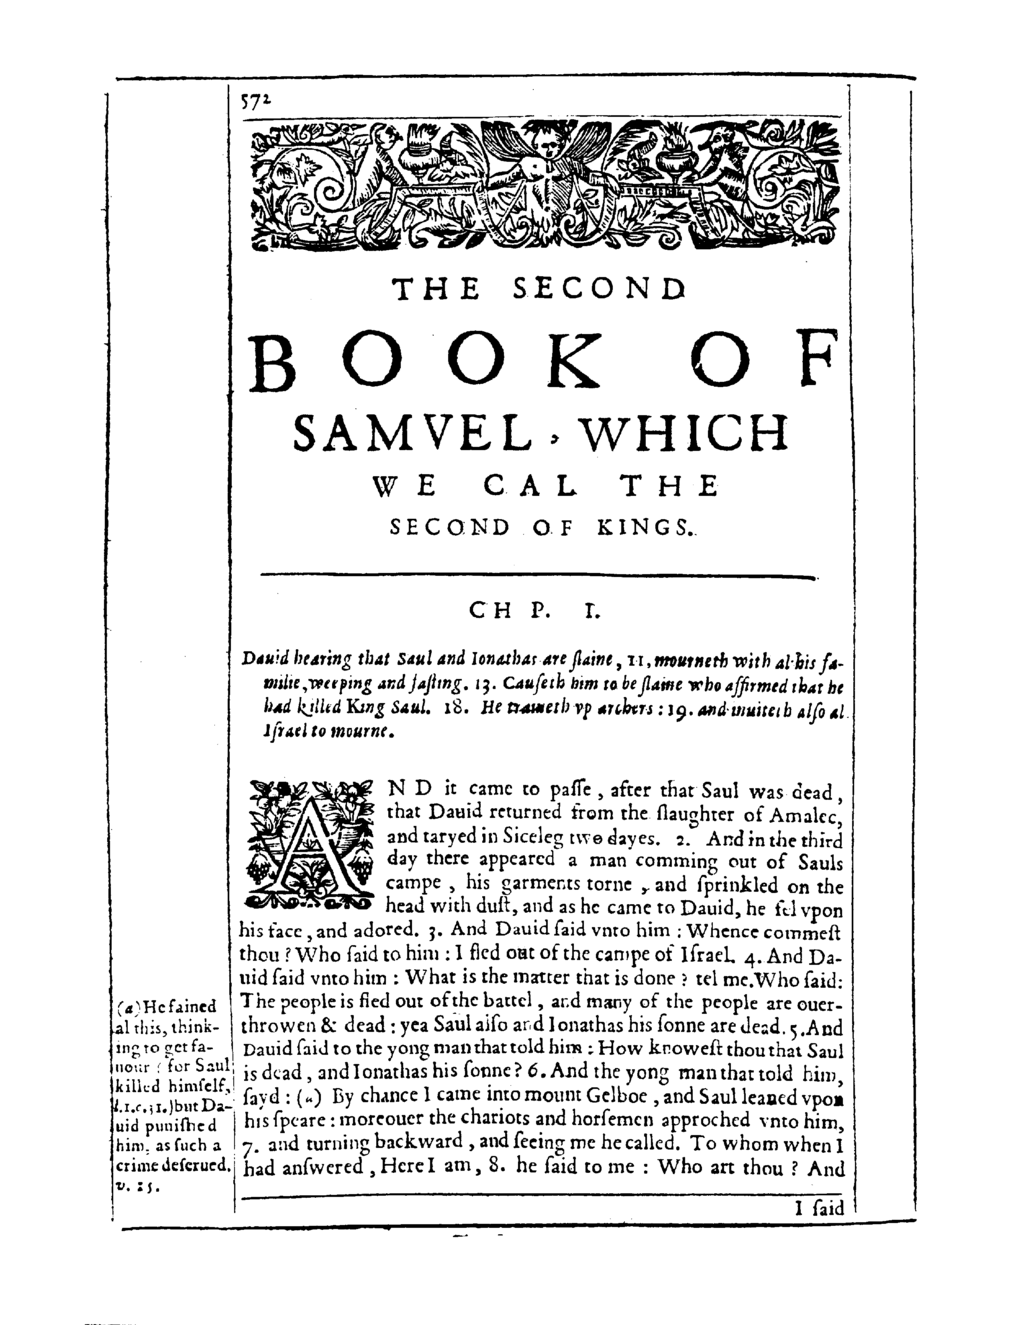 572
THE SECOND
BOOK OF
SAMVEL, WHICH
WE CAL THE
SECOND OF KINGS.
CHP. I.
Dauid hearing that Saul and Ionathas are ſlaine, 11, mourneth with al his fa-
milie, weeping and faſting. 13. Cauſeth him to be ſlaine who affirmed that he
had killed King Saul. 18. He traineth vp archers: 19. and inuiteth alſo al
Iſrael to mourne.
AND it came to paſſe, after that Saul was dead,
that Dauid returned from the ſlaughter of Amalec,
and taryed in Siceleg twe dayes. 2. And in the third
day there appeared a man comming out of Sauls
campe, his garments torne, and ſprinkled on the
head with duſt, and as he came to Dauid, he fel vpon
his face, and adored. 3. And Dauid ſaid vnto him: Whence commeſt
thou? Who ſaid to him: I fled out of the campe of Iſrael. 4. And Da-
uid ſaid vnto him: What is the matter that is done? tel me. Who ſaid:
The people is fled out of the battel, and many of the people are ouer-
throwen & dead: yea Saul alſo and Ionathas his ſonne are dead. 5. And
Dauid ſaid to the yong man that told him: How knoweſt thou that Saul
is dead, and Ionathas his ſonne? 6. And the yong man that told him,
ſayd: (a) By chance I came into mount Gelboe, and Saul leaned vpon
his ſpeare: moreouer the chariots and horſemen approched vnto him,
7. and turning backward, and ſeeing me he called. To whom when I
had anſwered, Here I am, 8. he ſaid to me: Who art thou? And
I ſaid
(a) He fained
al this, think-
ing to get fa-
uour (for Saul
killed himſelf,
l.1.c.31.) but Da-
uid puniſhed
him, as ſuch a
crime deſerued.
v. 15.